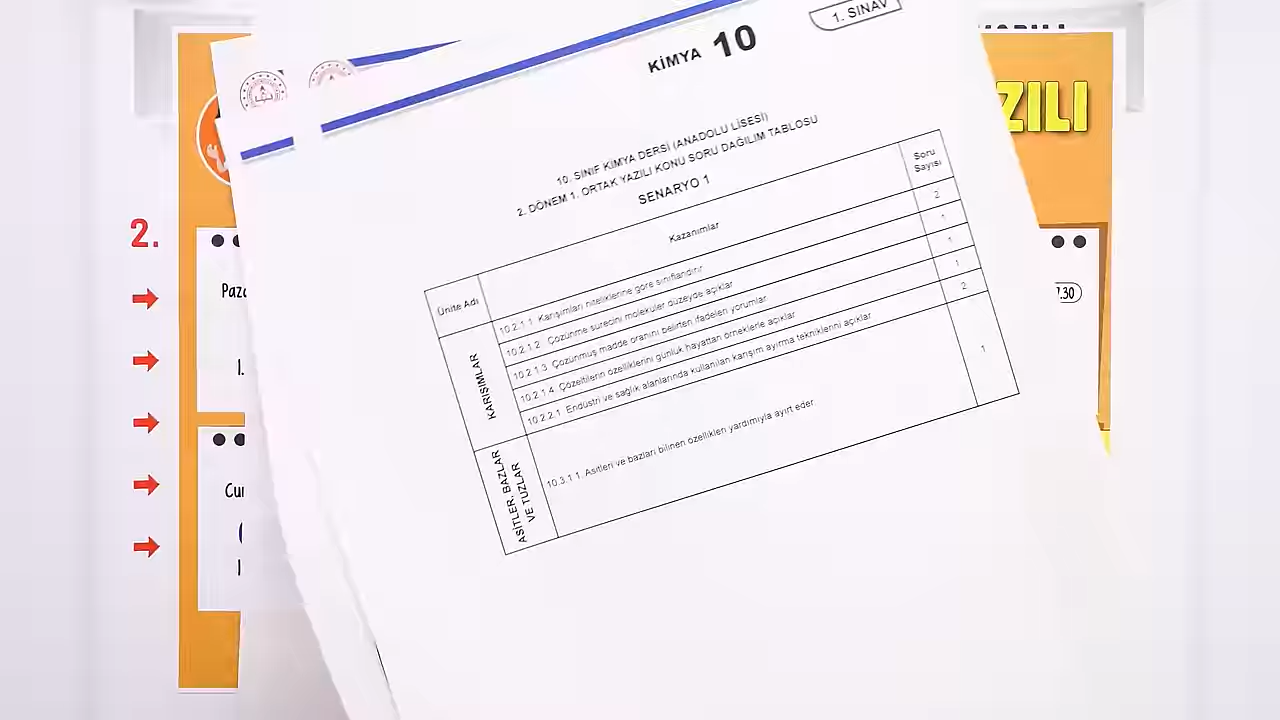 1. SINAV
KİMYA 10
10. SINIF KİMYA DERSİ (ANADOLU LİSESİ)
2. DÖNEM 1. ORTAK YAZILI KONU SORU DAĞILIM TABLOSU
SENARYO 1
Ünite Adı
Kazanımlar
Soru
Sayısı
KARIŞIMLAR
10.2.1.1. Karışımları niteliklerine göre sınıflandırır. 2
10.2.1.2. Çözünme sürecini moleküler düzeyde açıklar. 1
10.2.1.3. Çözünmüş madde oranını belirten ifadeleri yorumlar. 1
10.2.1.4. Çözeltilerin özelliklerini günlük hayattan örneklerle açıklar. 1
10.2.2.1. Endüstri ve sağlık alanlarında kullanılan karışım ayırma tekniklerini açıklar. 2
ASİTLER, BAZLAR
VE TUZLAR
10.3.1.1. Asitleri ve bazları bilinen özellikleri yardımıyla ayırt eder. 1
ZILI
2.